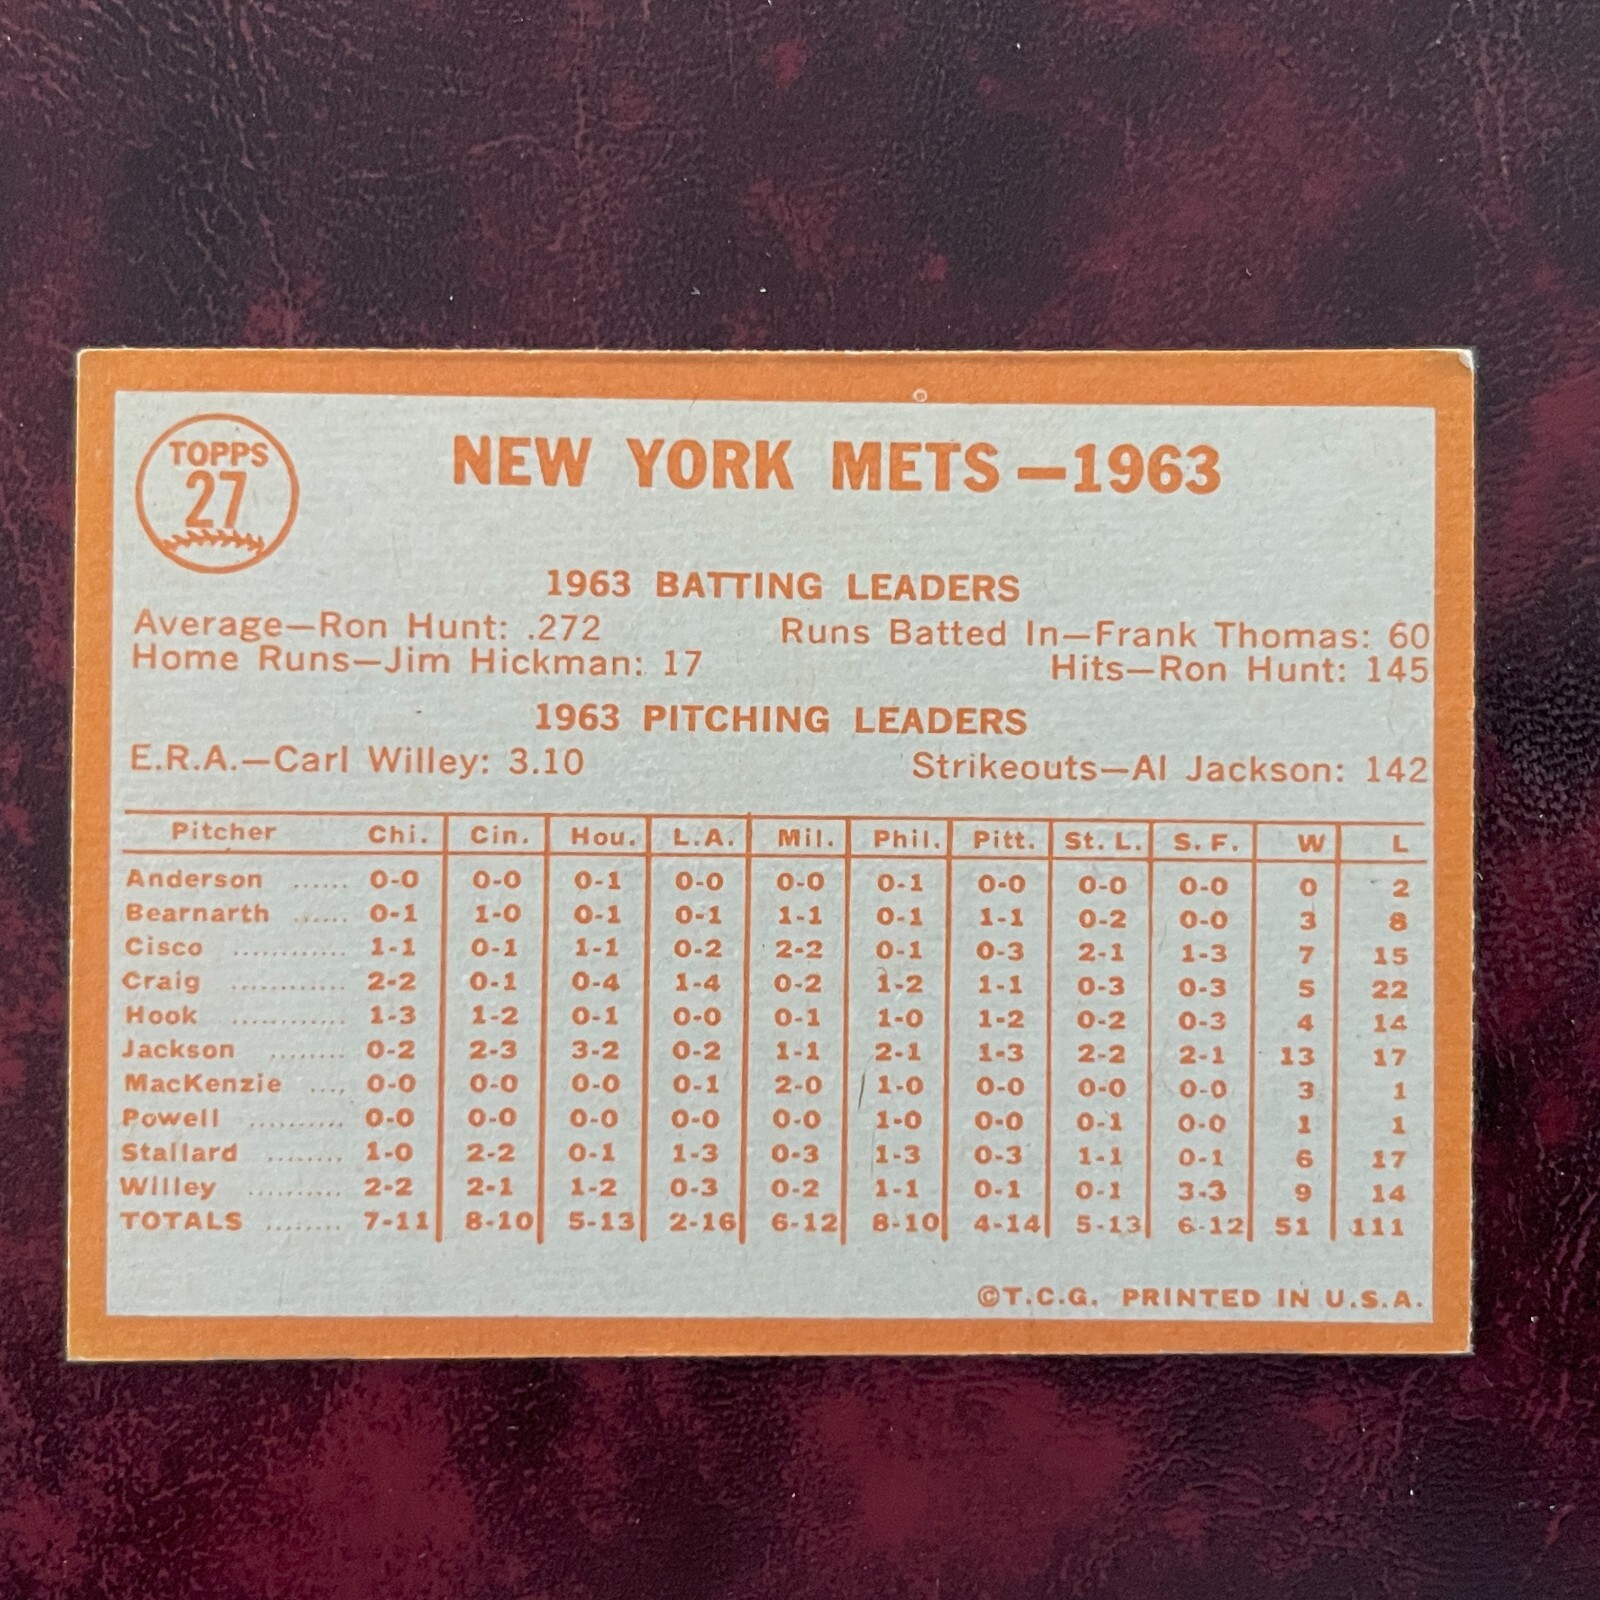 TOPPS
27
NEW YORK METS—1963
1963 BATTING LEADERS
Average—Ron Hunt: .272 Runs Batted In—Frank Thomas: 60
Home Runs—Jim Hickman: 17 Hits—Ron Hunt: 145
1963 PITCHING LEADERS
E.R.A.—Carl Willey: 3.10 Strikeouts—Al Jackson: 142
Pitcher Chi. Cin. Hou. L.A. Mil. Phil. Pitt. St. L. S. F. W L
Anderson ...... 0-0 0-0 0-1 0-0 0-0 0-1 0-0 0-0 0-0 0 2
Bearnarth ...... 0-1 1-0 0-1 0-1 1-1 0-1 1-1 0-2 0-0 3 8
Cisco ............ 1-1 0-1 1-1 0-2 2-2 0-1 0-3 2-1 1-3 7 15
Craig ............ 2-2 0-1 0-4 1-4 0-2 1-2 1-1 0-3 0-3 5 22
Hook ............ 1-3 1-2 0-1 0-0 0-1 1-0 1-2 0-2 0-3 4 14
Jackson ........ 0-2 2-3 3-2 0-2 1-1 2-1 1-3 2-2 2-1 13 17
MacKenzie .... 0-0 0-0 0-0 0-1 2-0 1-0 0-0 0-0 0-0 3 1
Powell .......... 0-0 0-0 0-0 0-0 0-0 1-0 0-0 0-1 0-0 1 1
Stallard ........ 1-0 2-2 0-1 1-3 0-3 1-3 0-3 1-1 0-1 6 17
Willey .......... 2-2 2-1 1-2 0-3 0-2 1-1 0-1 0-1 3-3 9 14
TOTALS ........ 7-11 8-10 5-13 2-16 6-12 8-10 4-14 5-13 6-12 51 111
©T.C.G. PRINTED IN U.S.A.